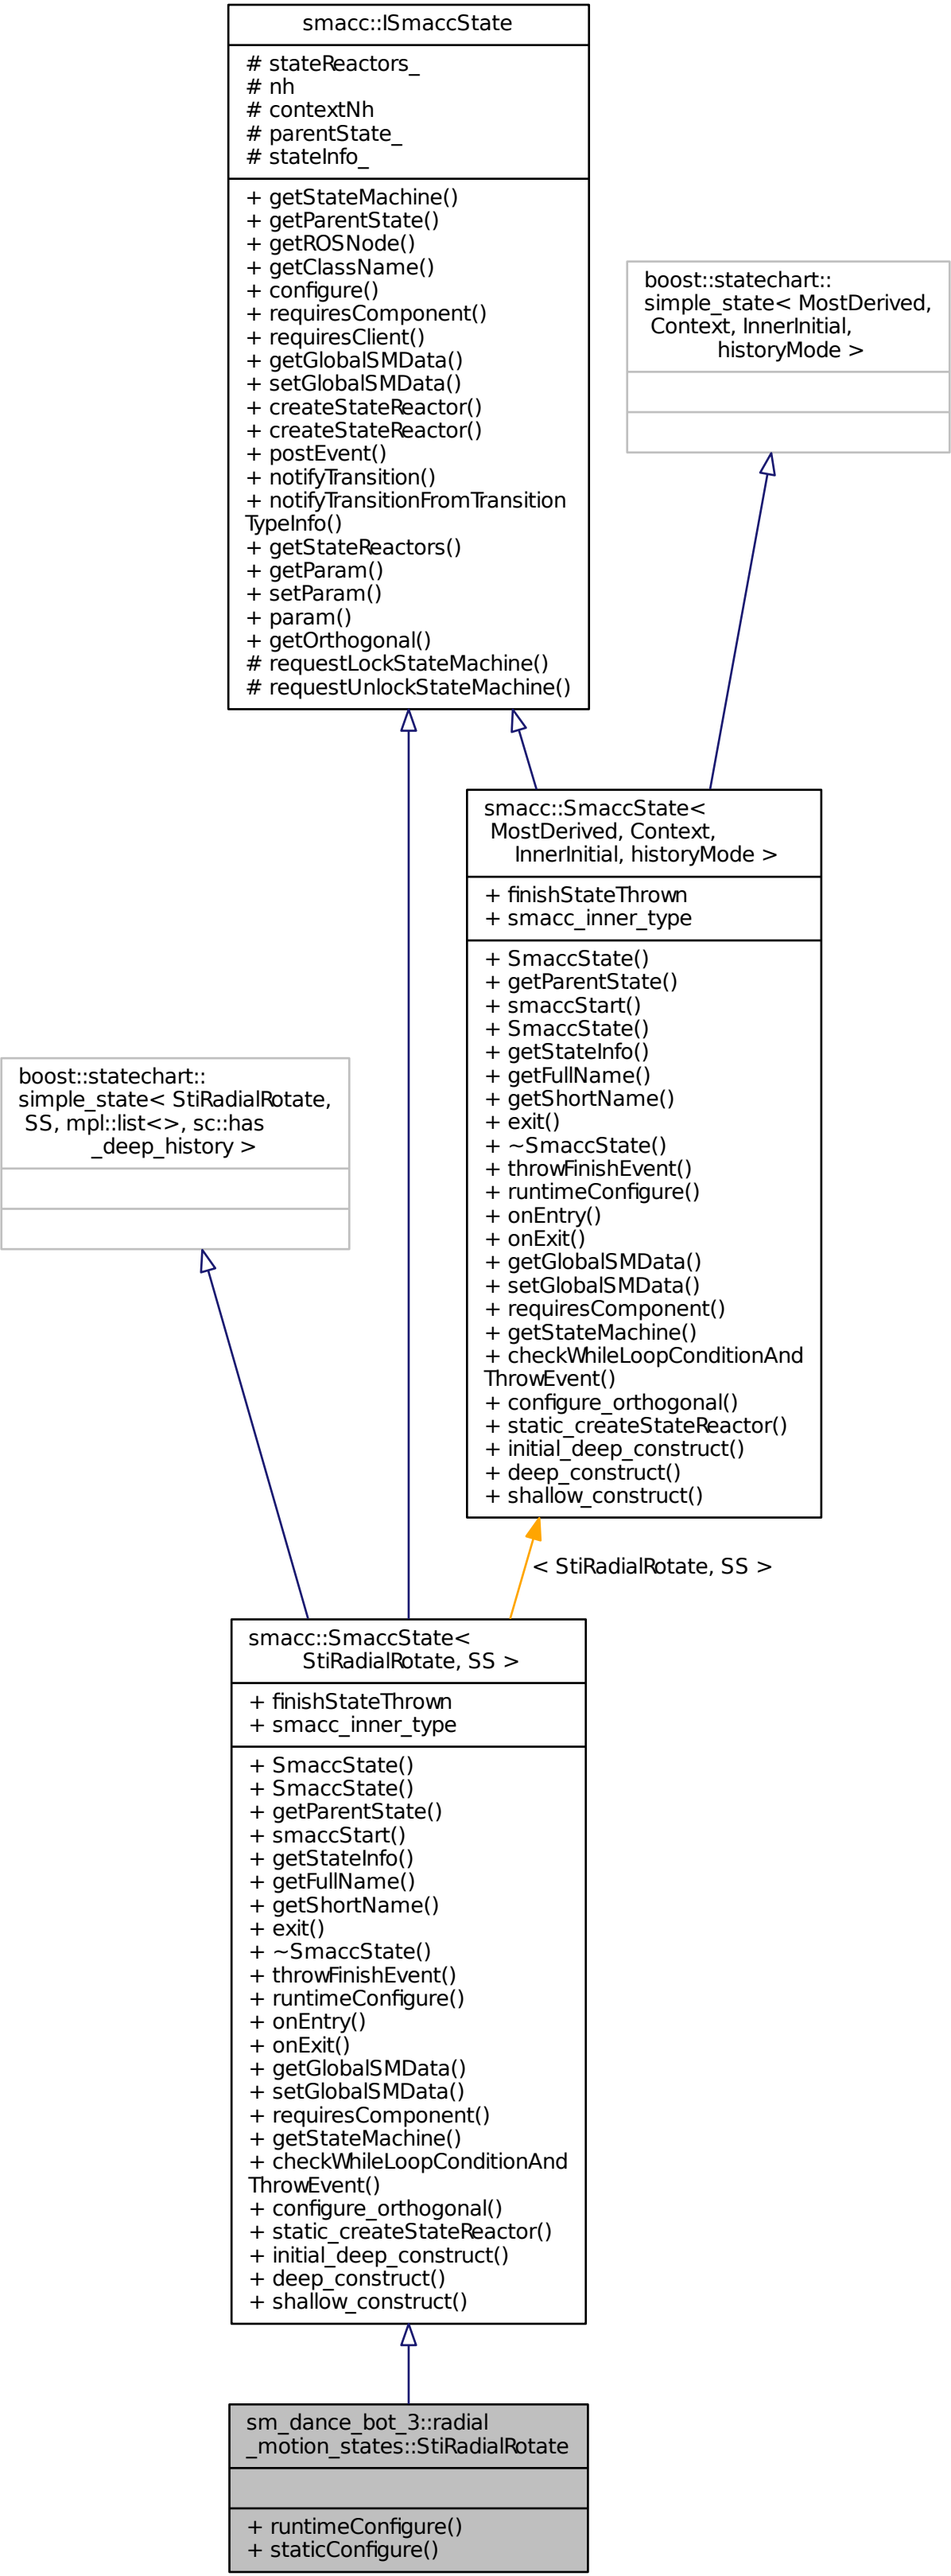 smacc::ISmaccState
# stateReactors_
# nh
# contextNh
# parentState_
# stateInfo_
+ getStateMachine()
+ getParentState()
+ getROSNode()
+ getClassName()
+ configure()
+ requiresComponent()
+ requiresClient()
+ getGlobalSMData()
+ setGlobalSMData()
+ createStateReactor()
+ createStateReactor()
+ postEvent()
+ notifyTransition()
+ notifyTransitionFromTransition
TypeInfo()
+ getStateReactors()
+ getParam()
+ setParam()
+ param()
+ getOrthogonal()
# requestLockStateMachine()
# requestUnlockStateMachine()
boost::statechart::
simple_state< MostDerived,
Context, InnerInitial,
historyMode >
smacc::SmaccState<
MostDerived, Context,
InnerInitial, historyMode >
+ finishStateThrown
+ smacc_inner_type
+ SmaccState()
+ getParentState()
+ smaccStart()
+ SmaccState()
+ getStateInfo()
+ getFullName()
+ getShortName()
+ exit()
+ ~SmaccState()
+ throwFinishEvent()
+ runtimeConfigure()
+ onEntry()
+ onExit()
+ getGlobalSMData()
+ setGlobalSMData()
+ requiresComponent()
+ getStateMachine()
+ checkWhileLoopConditionAnd
ThrowEvent()
+ configure_orthogonal()
+ static_createStateReactor()
+ initial_deep_construct()
+ deep_construct()
+ shallow_construct()
boost::statechart::
simple_state< StiRadialRotate,
SS, mpl::list<>, sc::has
_deep_history >
< StiRadialRotate, SS >
smacc::SmaccState<
StiRadialRotate, SS >
+ finishStateThrown
+ smacc_inner_type
+ SmaccState()
+ SmaccState()
+ getParentState()
+ smaccStart()
+ getStateInfo()
+ getFullName()
+ getShortName()
+ exit()
+ ~SmaccState()
+ throwFinishEvent()
+ runtimeConfigure()
+ onEntry()
+ onExit()
+ getGlobalSMData()
+ setGlobalSMData()
+ requiresComponent()
+ getStateMachine()
+ checkWhileLoopConditionAnd
ThrowEvent()
+ configure_orthogonal()
+ static_createStateReactor()
+ initial_deep_construct()
+ deep_construct()
+ shallow_construct()
sm_dance_bot_3::radial
_motion_states::StiRadialRotate
+ runtimeConfigure()
+ staticConfigure()